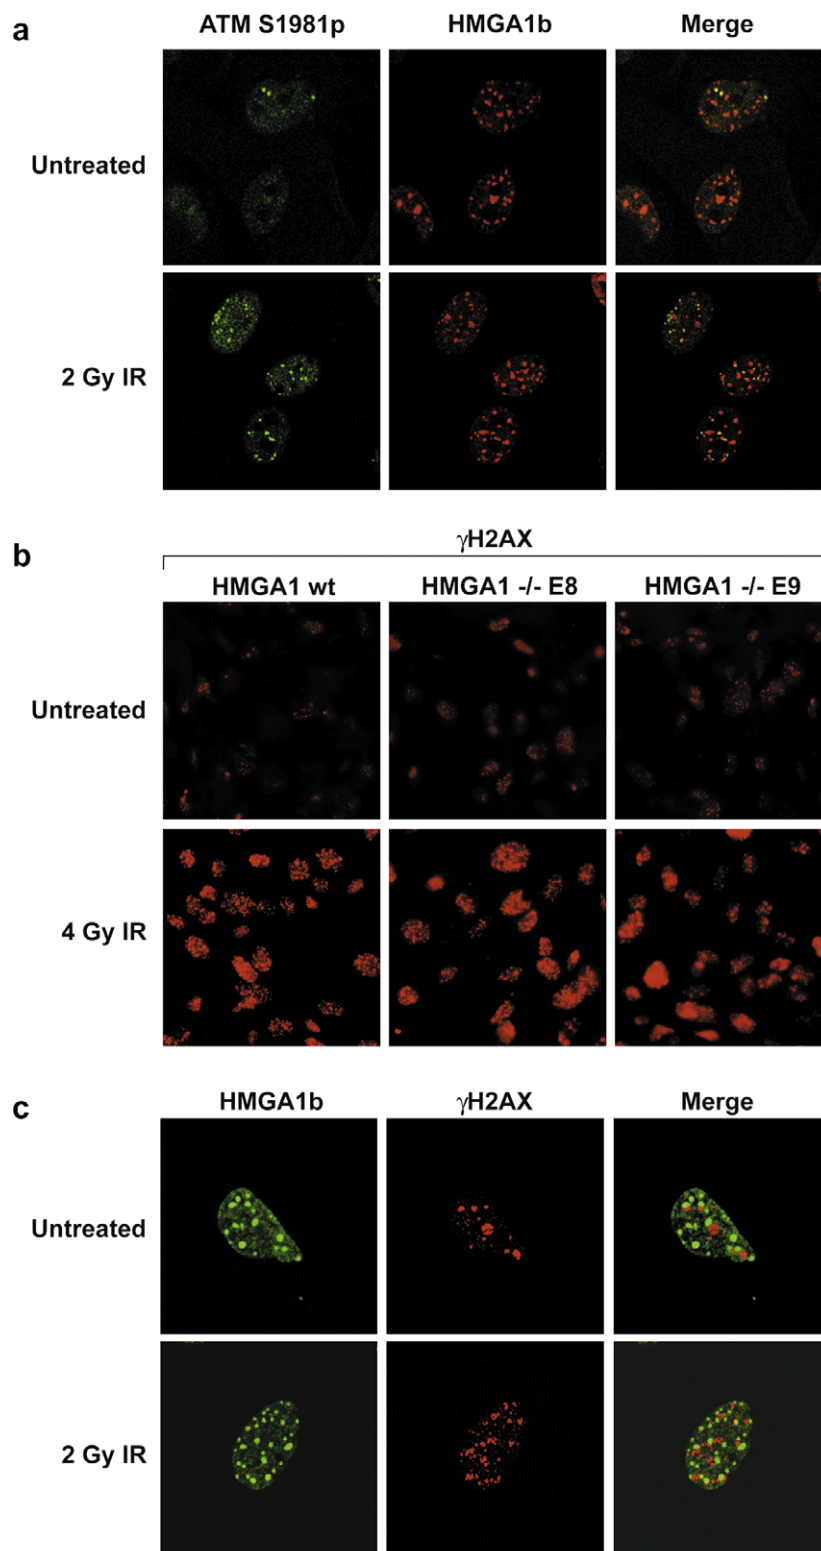 a
ATM S1981p HMGA1b Merge
Untreated
2 Gy IR
b
γH2AX
HMGA1 wt HMGA1 -/- E8 HMGA1 -/- E9
Untreated
4 Gy IR
c
HMGA1b γH2AX Merge
Untreated
2 Gy IR